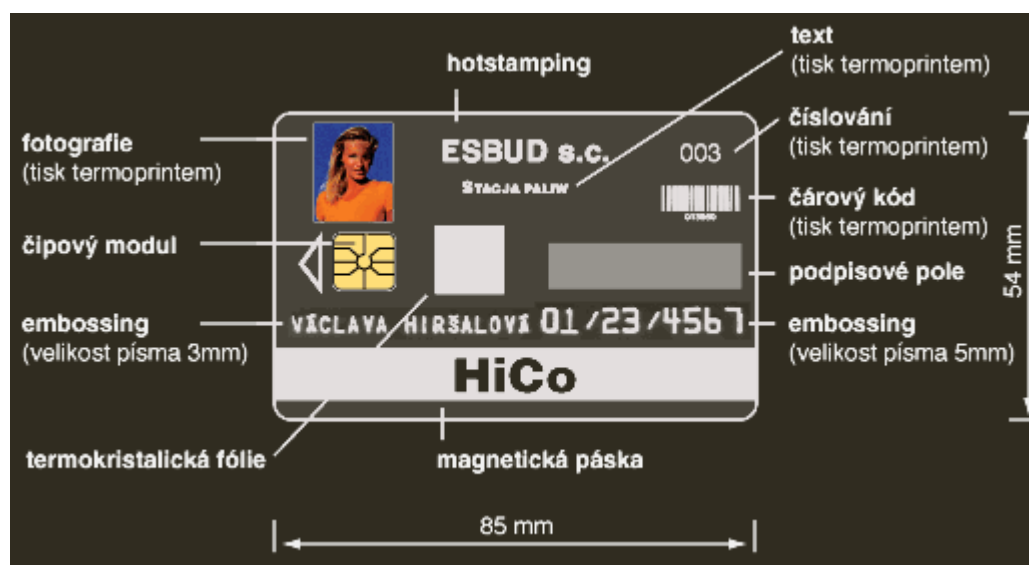 text
(tisk termoprintem)
hotstamping
fotografie
(tisk termoprintem)
ESBUD s.c.
003
číslování
(tisk termoprintem)
STACJA PALIW
čárový kód
(tisk termoprintem)
čipový modul
podpisové pole
54 mm
embossing
(velikost písma 3mm)
VÁCLAVA HIRŠALOVÁ 01/23/4567
embossing
(velikost písma 5mm)
HiCo
termokristalická fólie
magnetická páska
85 mm